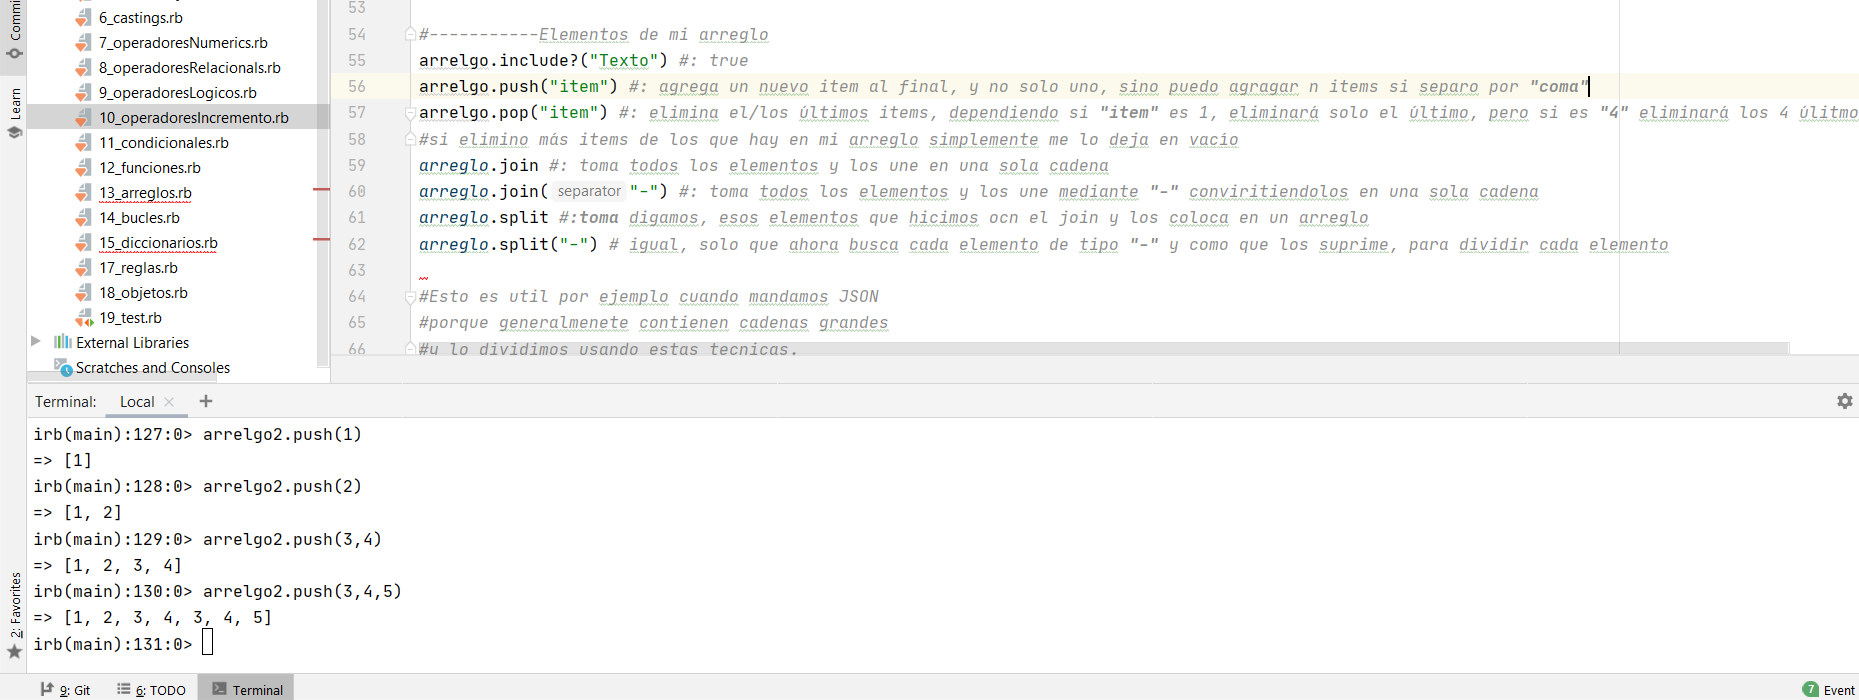 Commi
Learn
2: Favorites
6_castings.rb
7_operadoresNumerics.rb
8_operadoresRelacionals.rb
9_operadoresLogicos.rb
10_operadoresIncremento.rb
11_condicionales.rb
12_funciones.rb
13_arreglos.rb
14_bucles.rb
15_diccionarios.rb
17_reglas.rb
18_objetos.rb
19_test.rb
External Libraries
Scratches and Consoles
53
54 #-----------Elementos de mi arreglo
55 arrelgo.include?("Texto") #: true
56 arrelgo.push("item") #: agrega un nuevo item al final, y no solo uno, sino puedo agragar n items si separo por "coma"
57 arrelgo.pop("item") #: elimina el/los últimos items, dependiendo si "item" es 1, eliminará solo el último, pero si es "4" eliminará los 4 úlitmo
58 #si elimino más items de los que hay en mi arreglo simplemente me lo deja en vacío
59 arreglo.join #: toma todos los elementos y los une en una sola cadena
60 arreglo.join( separator "-") #: toma todos los elementos y los une mediante "-" conviritiendolos en una sola cadena
61 arreglo.split #:toma digamos, esos elementos que hicimos ocn el join y los coloca en un arreglo
62 arreglo.split("-") # igual, solo que ahora busca cada elemento de tipo "-" y como que los suprime, para dividir cada elemento
63
64 #Esto es util por ejemplo cuando mandamos JSON
65 #porque generalmenete contienen cadenas grandes
66 #y lo dividimos usando estas tecnicas.
Terminal: Local × +
irb(main):127:0> arrelgo2.push(1)
=> [1]
irb(main):128:0> arrelgo2.push(2)
=> [1, 2]
irb(main):129:0> arrelgo2.push(3,4)
=> [1, 2, 3, 4]
irb(main):130:0> arrelgo2.push(3,4,5)
=> [1, 2, 3, 4, 3, 4, 5]
irb(main):131:0>
9: Git 6: TODO Terminal 7 Event